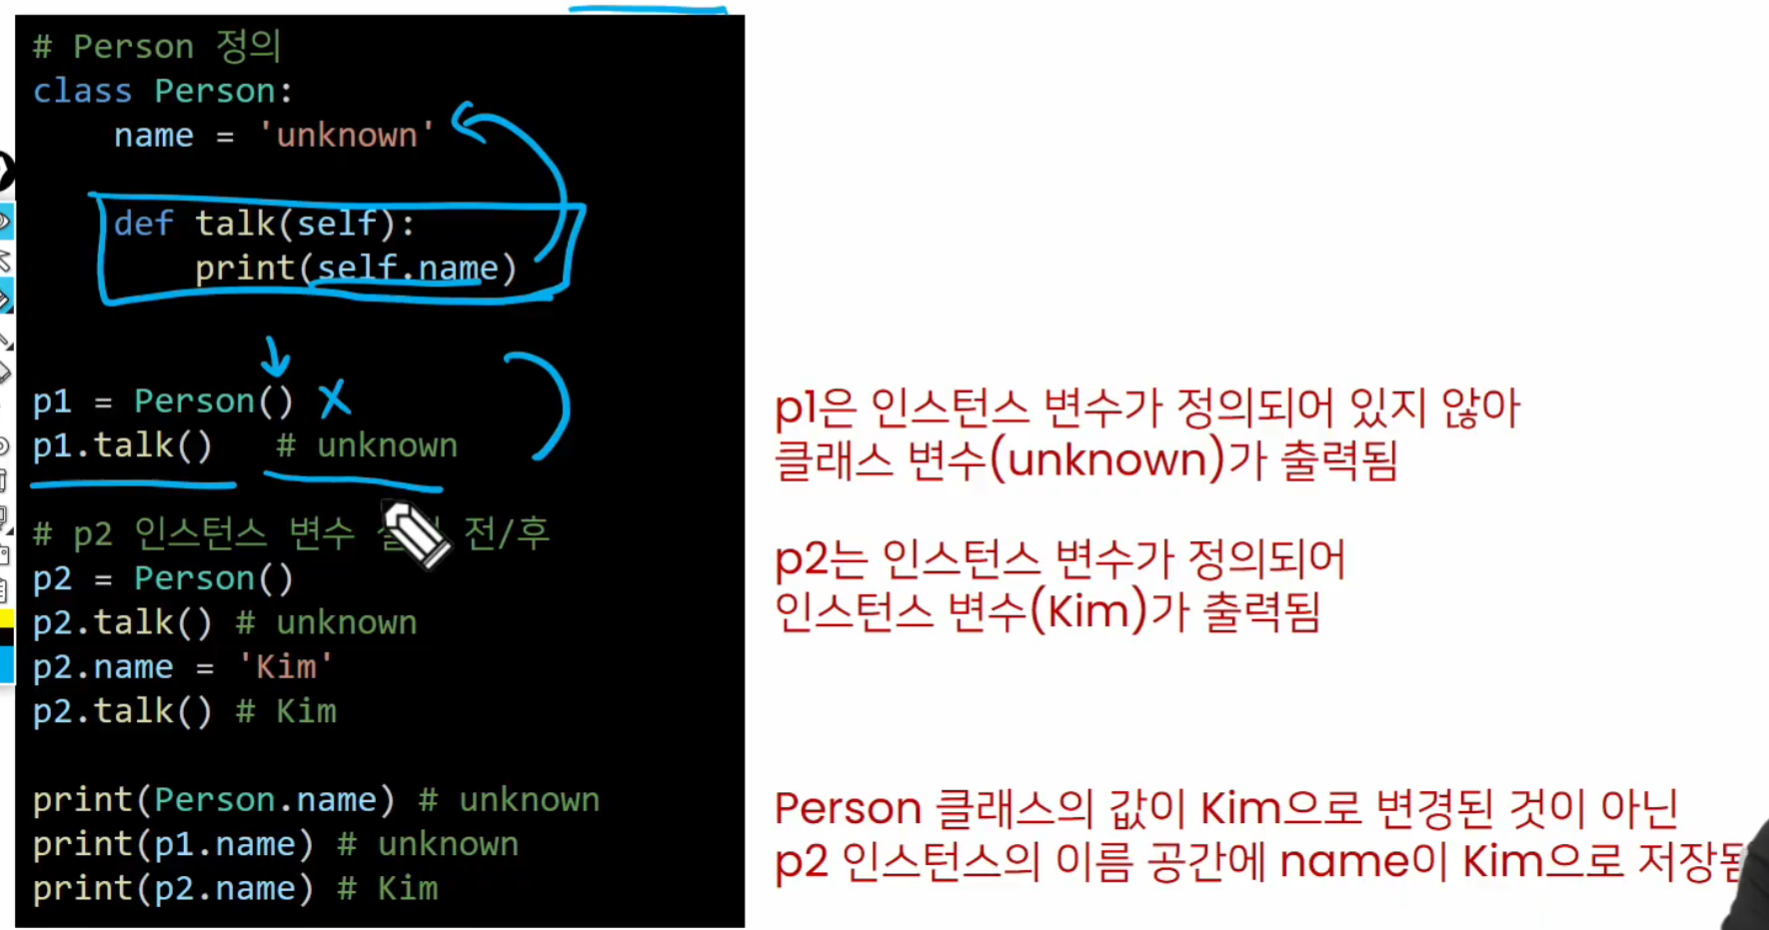 # Person 정의
class Person:
name = 'unknown'
def talk(self):
print(self.name)
p1 = Person() X
p1.talk() # unknown
# p2 인스턴스 변수 전/후
p2 = Person()
p2.talk() # unknown
p2.name = 'Kim'
p2.talk() # Kim
print(Person.name) # unknown
print(p1.name) # unknown
print(p2.name) # Kim
p1은 인스턴스 변수가 정의되어 있지 않아
클래스 변수(unknown)가 출력됨
p2는 인스턴스 변수가 정의되어
인스턴스 변수(Kim)가 출력됨
Person 클래스의 값이 Kim으로 변경된 것이 아닌
p2 인스턴스의 이름 공간에 name이 Kim으로 저장됨